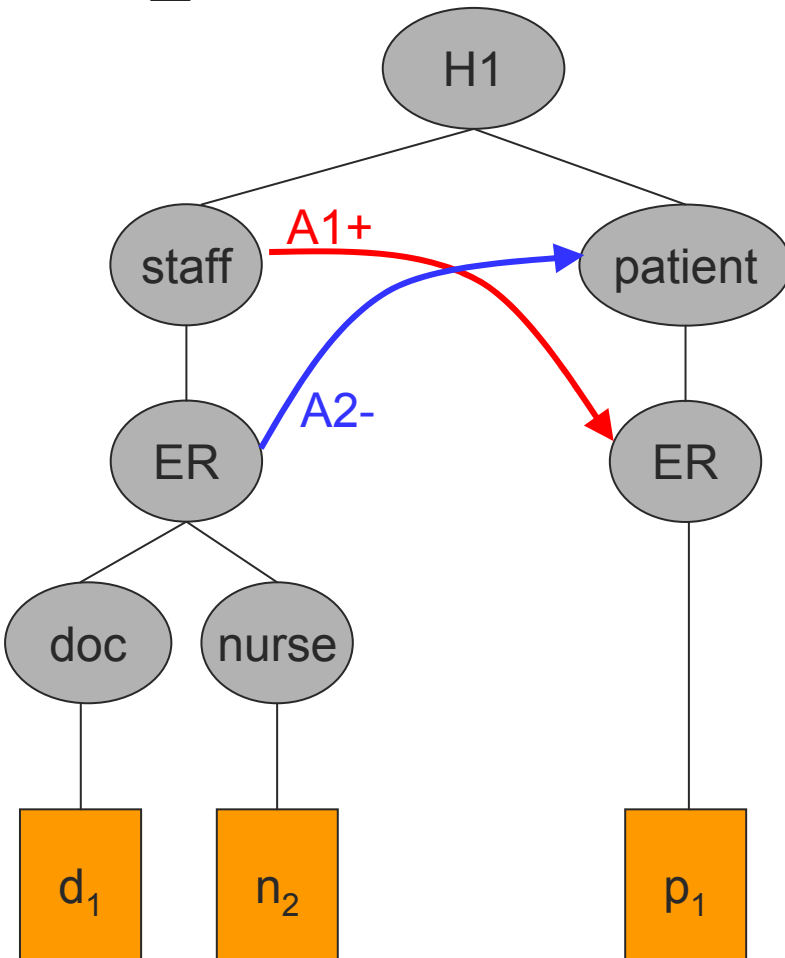 H1
A1+
staff
patient
A2-
ER
ER
doc
nurse
d₁
n₂
p₁